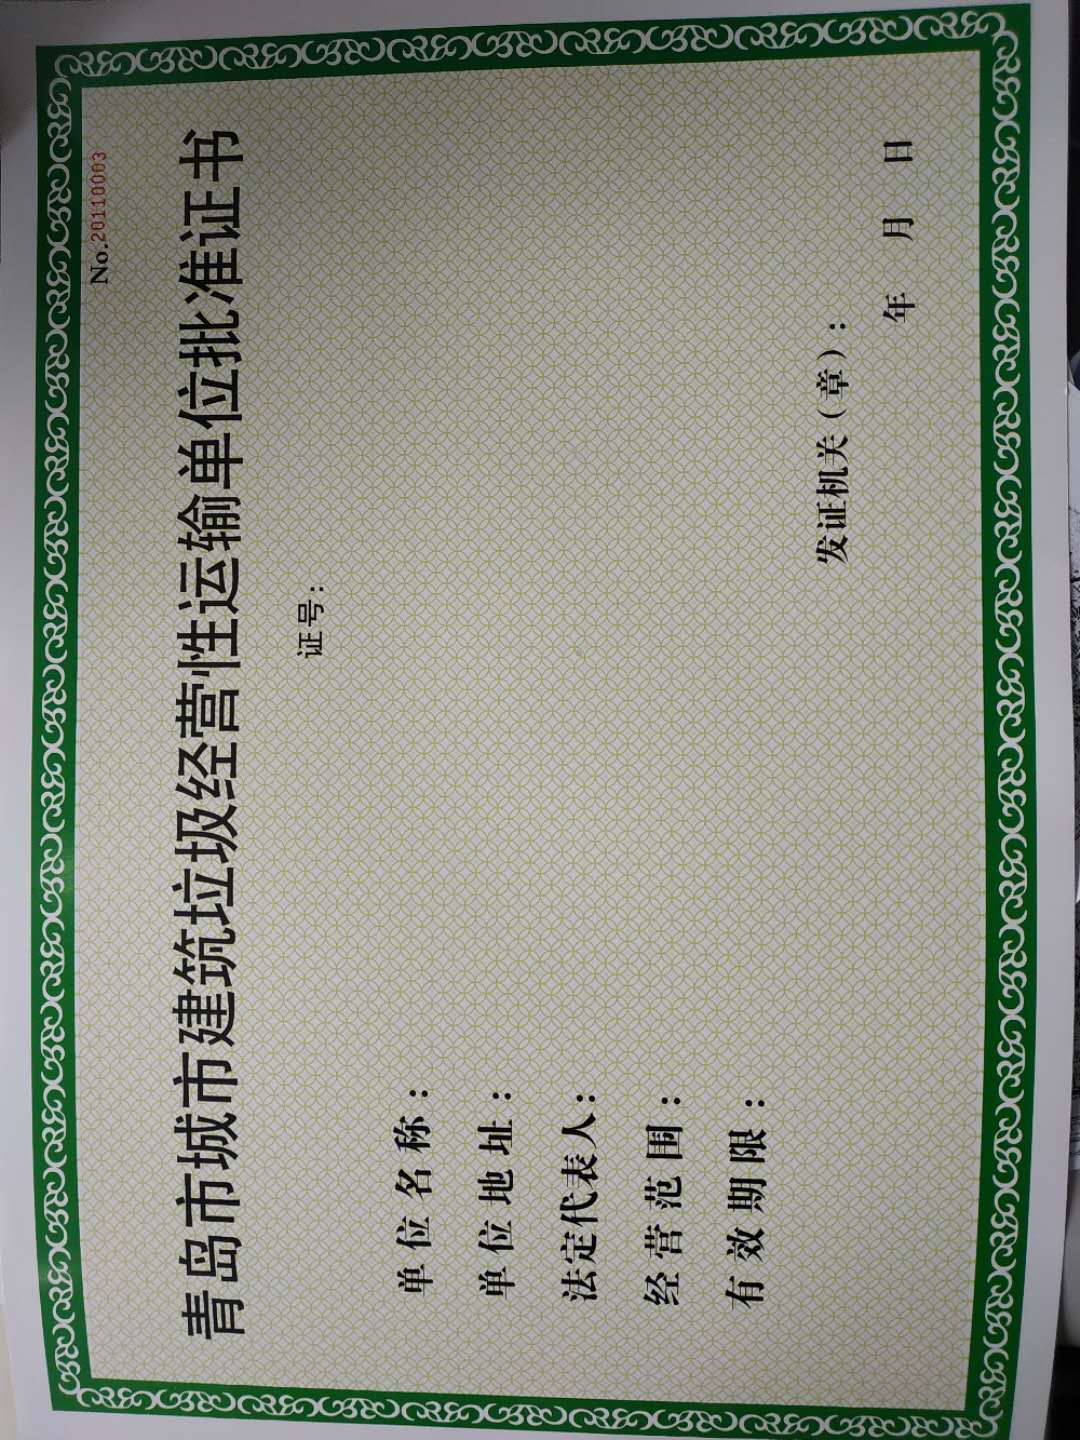 No.20110003
青岛市城市建筑垃圾经营性运输单位批准证书
证号：
单位名称：
单位地址：
法定代表人：
经营范围：
有效期限：
发证机关（章）：
年 月 日